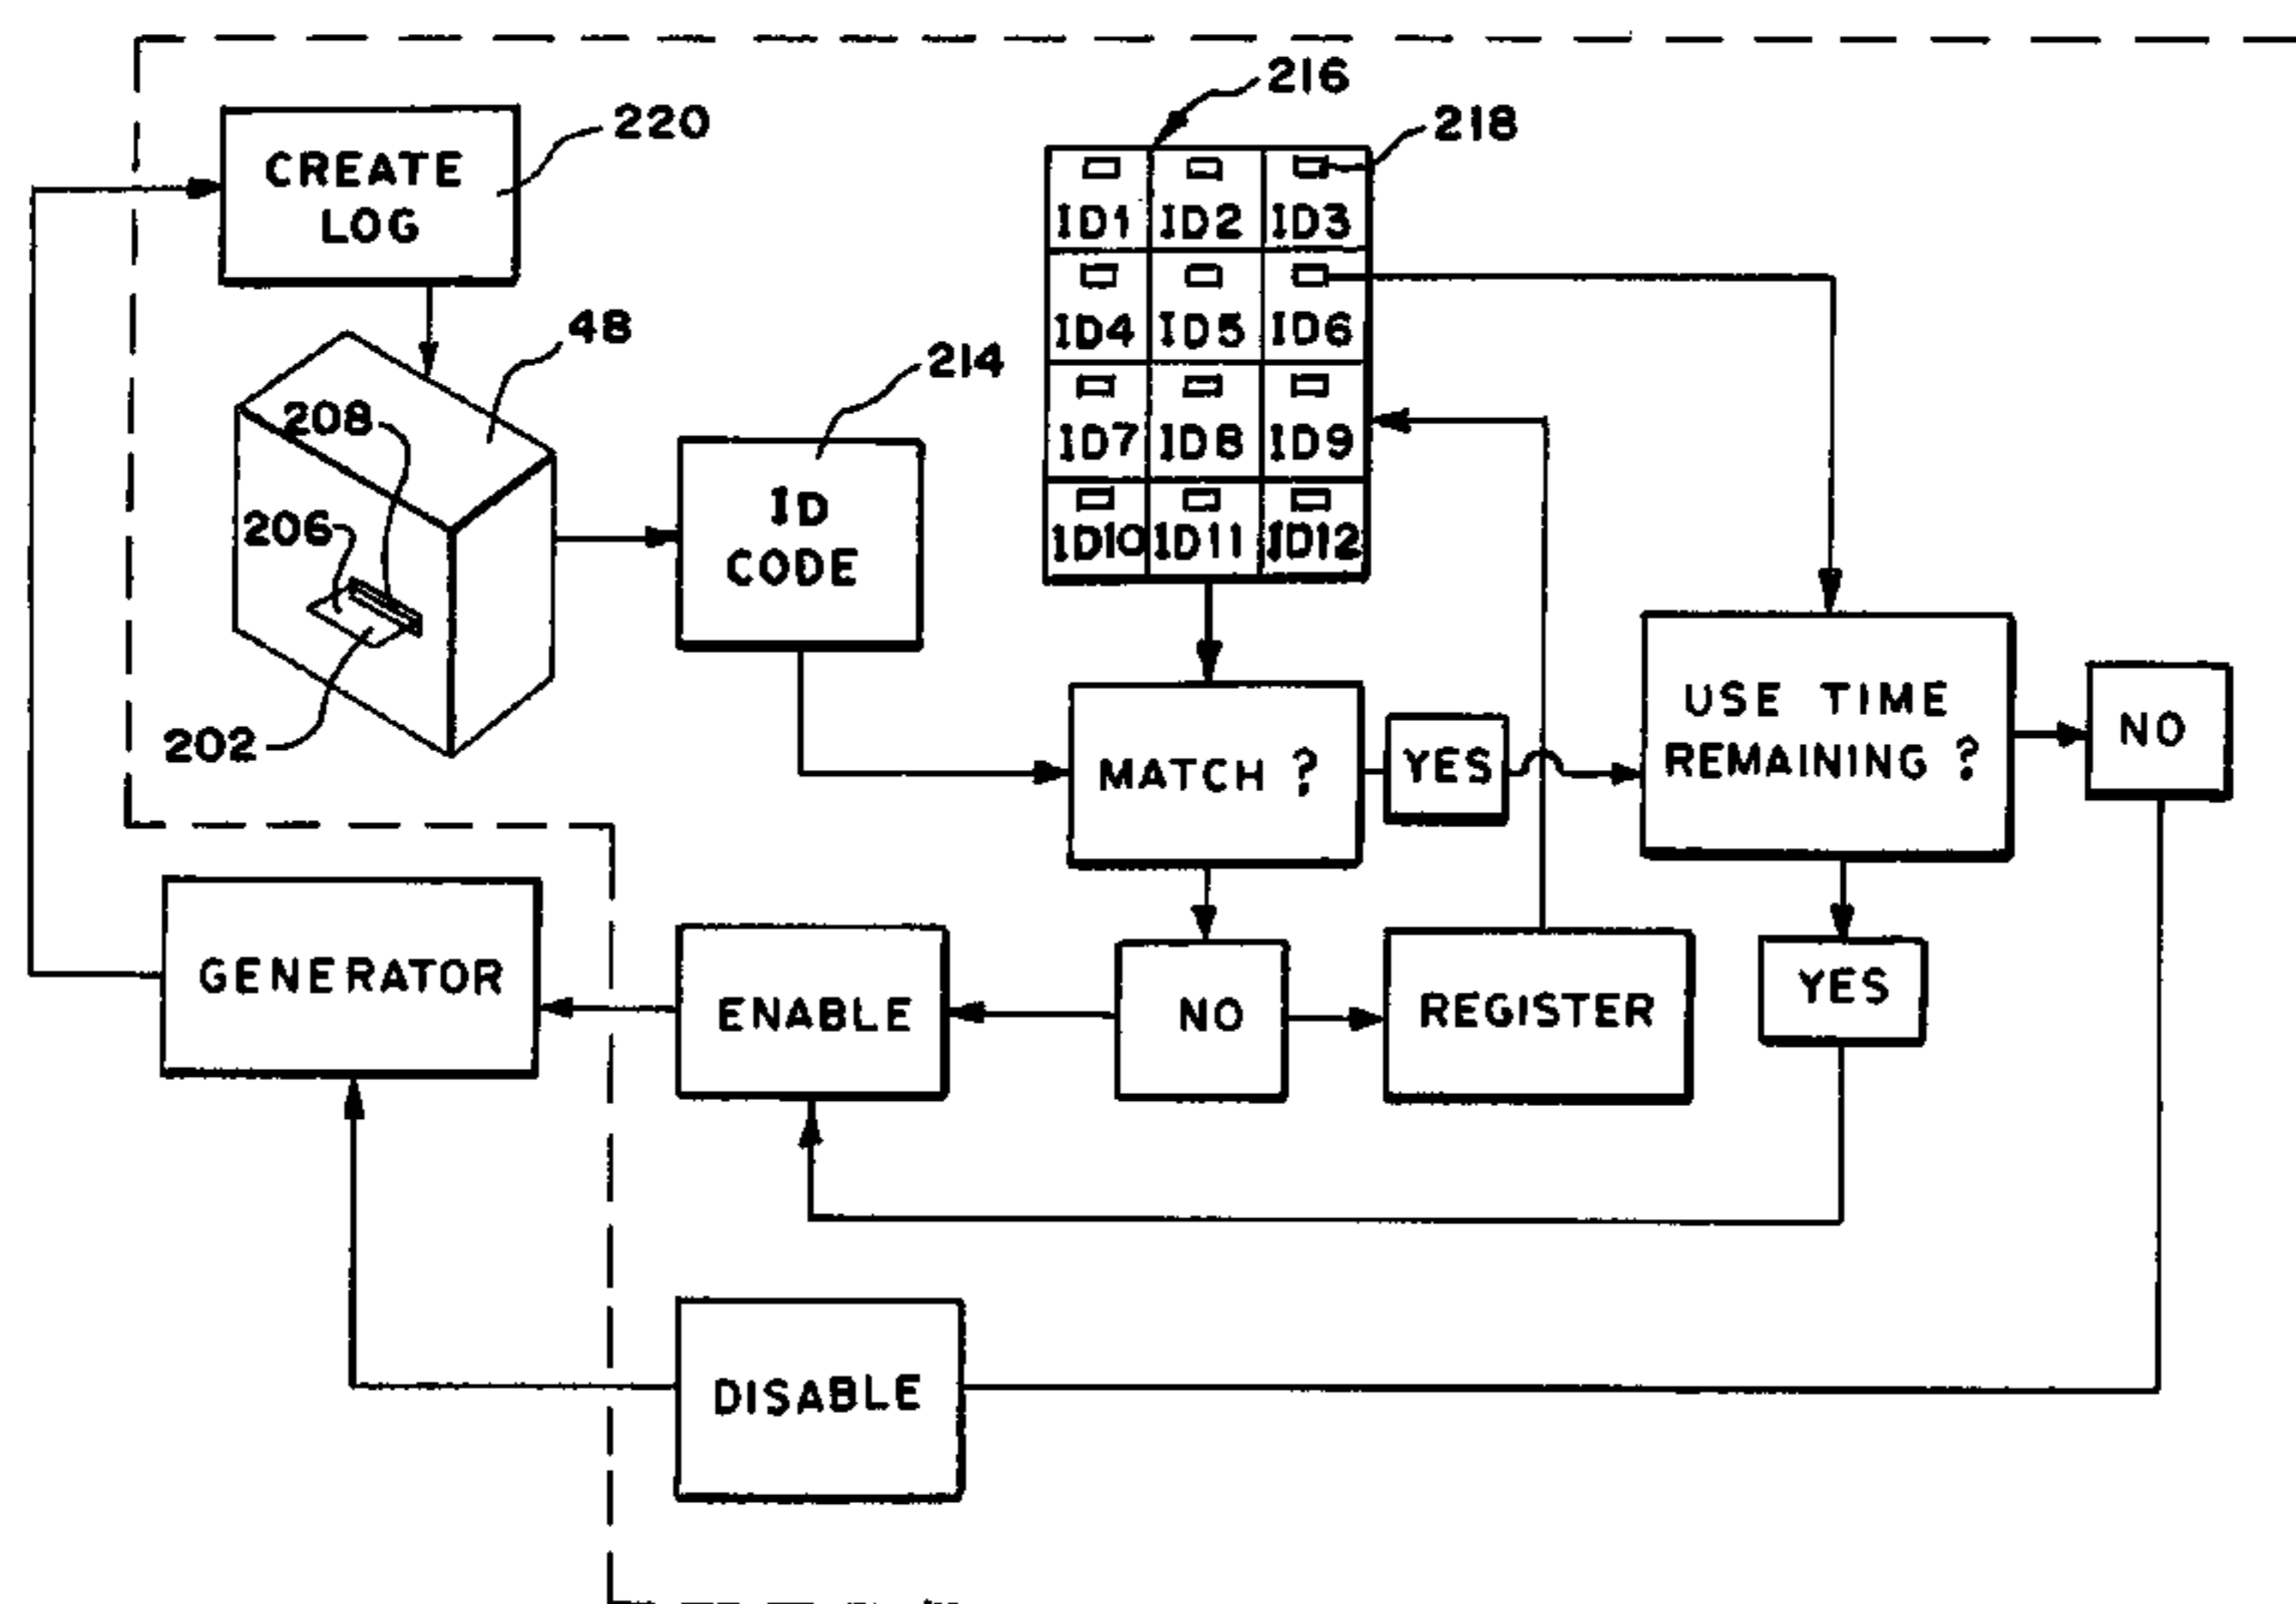 216
220
218
CREATE
LOG
ID1 ID2 ID3
48
ID4 ID5 ID6
214
208
ID7 ID8 ID9
206
ID
CODE
ID10 ID11 ID12
202
MATCH ?
YES
USE TIME
REMAINING ?
NO
GENERATOR
ENABLE
NO
REGISTER
YES
DISABLE